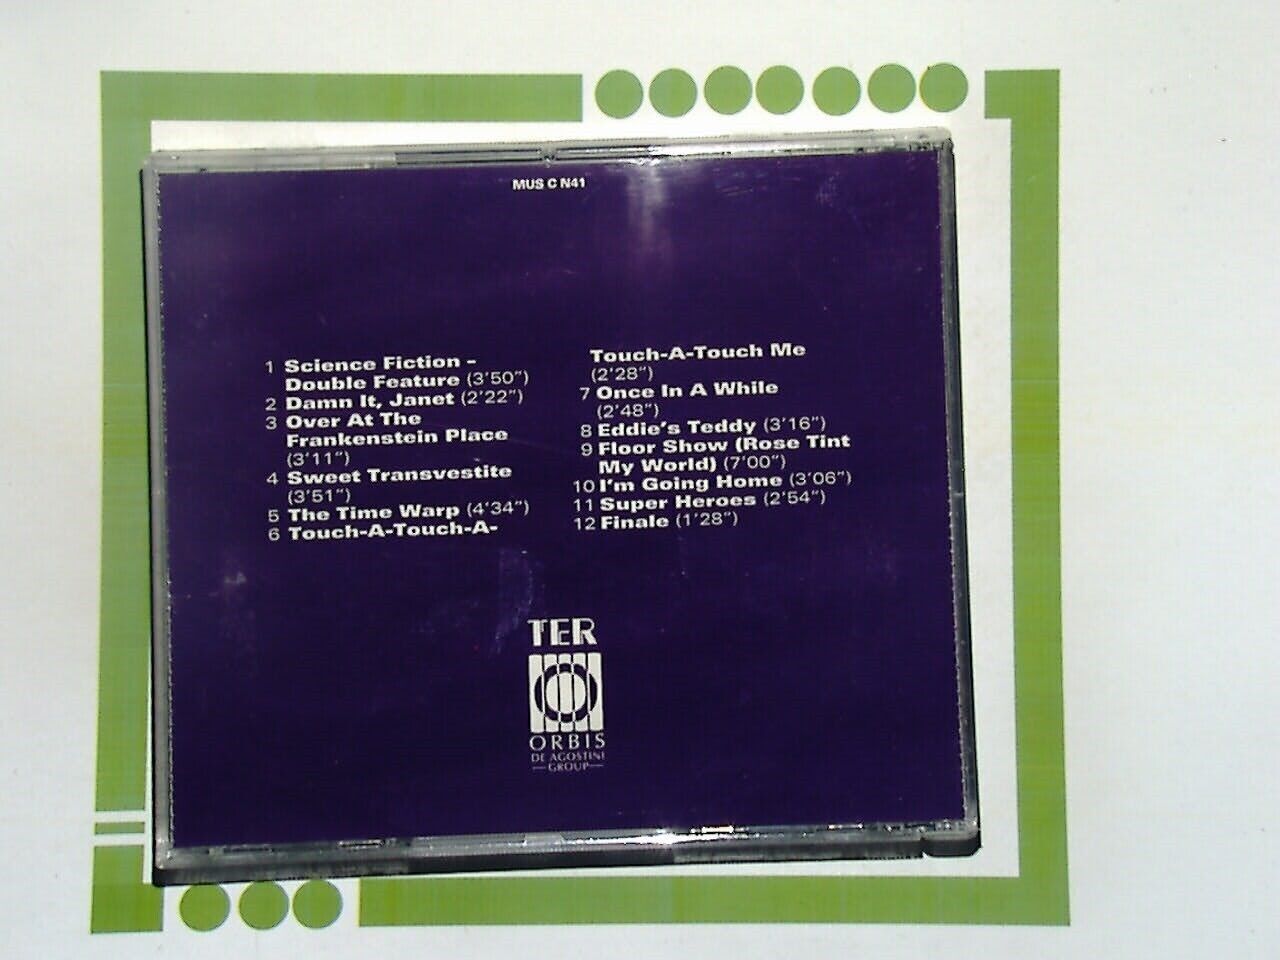 MUS C N41
1 Science Fiction –
Double Feature (3'50")
2 Damn It, Janet (2'22")
3 Over At The
Frankenstein Place
(3'11")
4 Sweet Transvestite
(3'51")
5 The Time Warp (4'34")
6 Touch-A-Touch-A-
Touch-A-Touch Me
(2'28")
7 Once In A While
(2'48")
8 Eddie's Teddy (3'16")
9 Floor Show (Rose Tint
My World) (7'00")
10 I'm Going Home (3'06")
11 Super Heroes (2'54")
12 Finale (1'28")
TER
ORBIS
DE AGOSTINI
—GROUP—